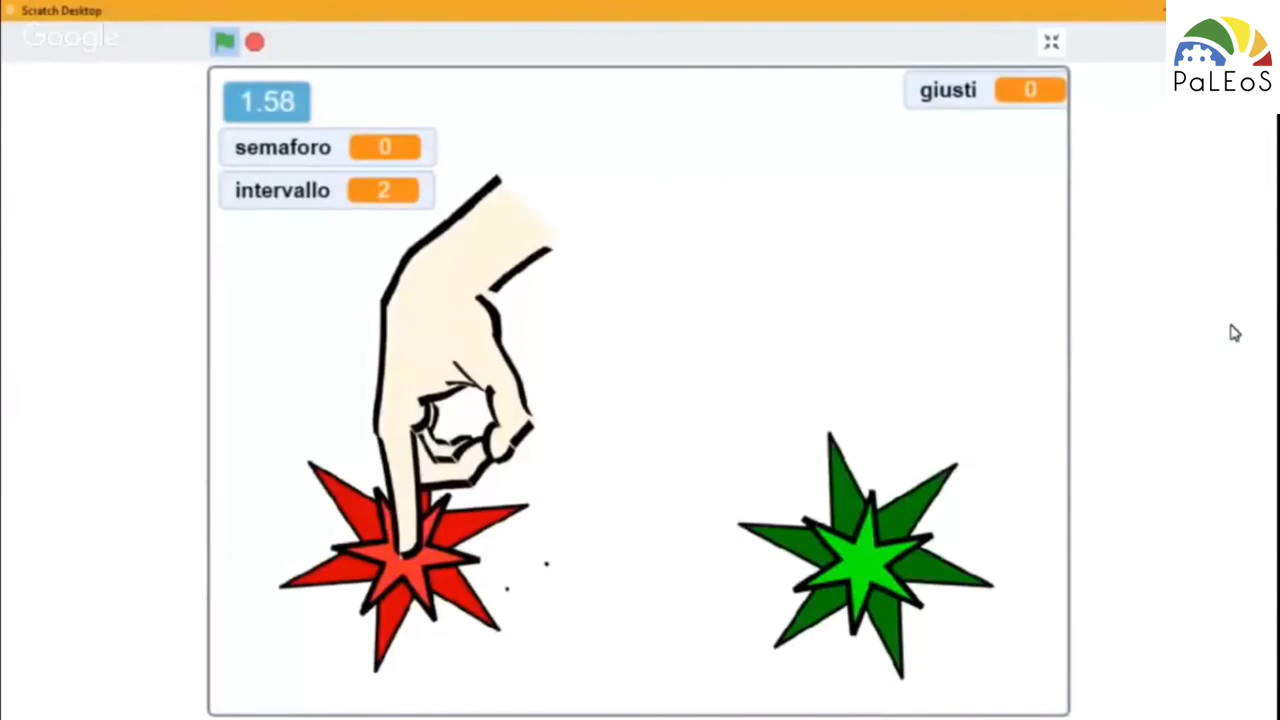 Scratch Desktop
Google
PaLEoS
1.58
giusti 0
semaforo 0
intervallo 2